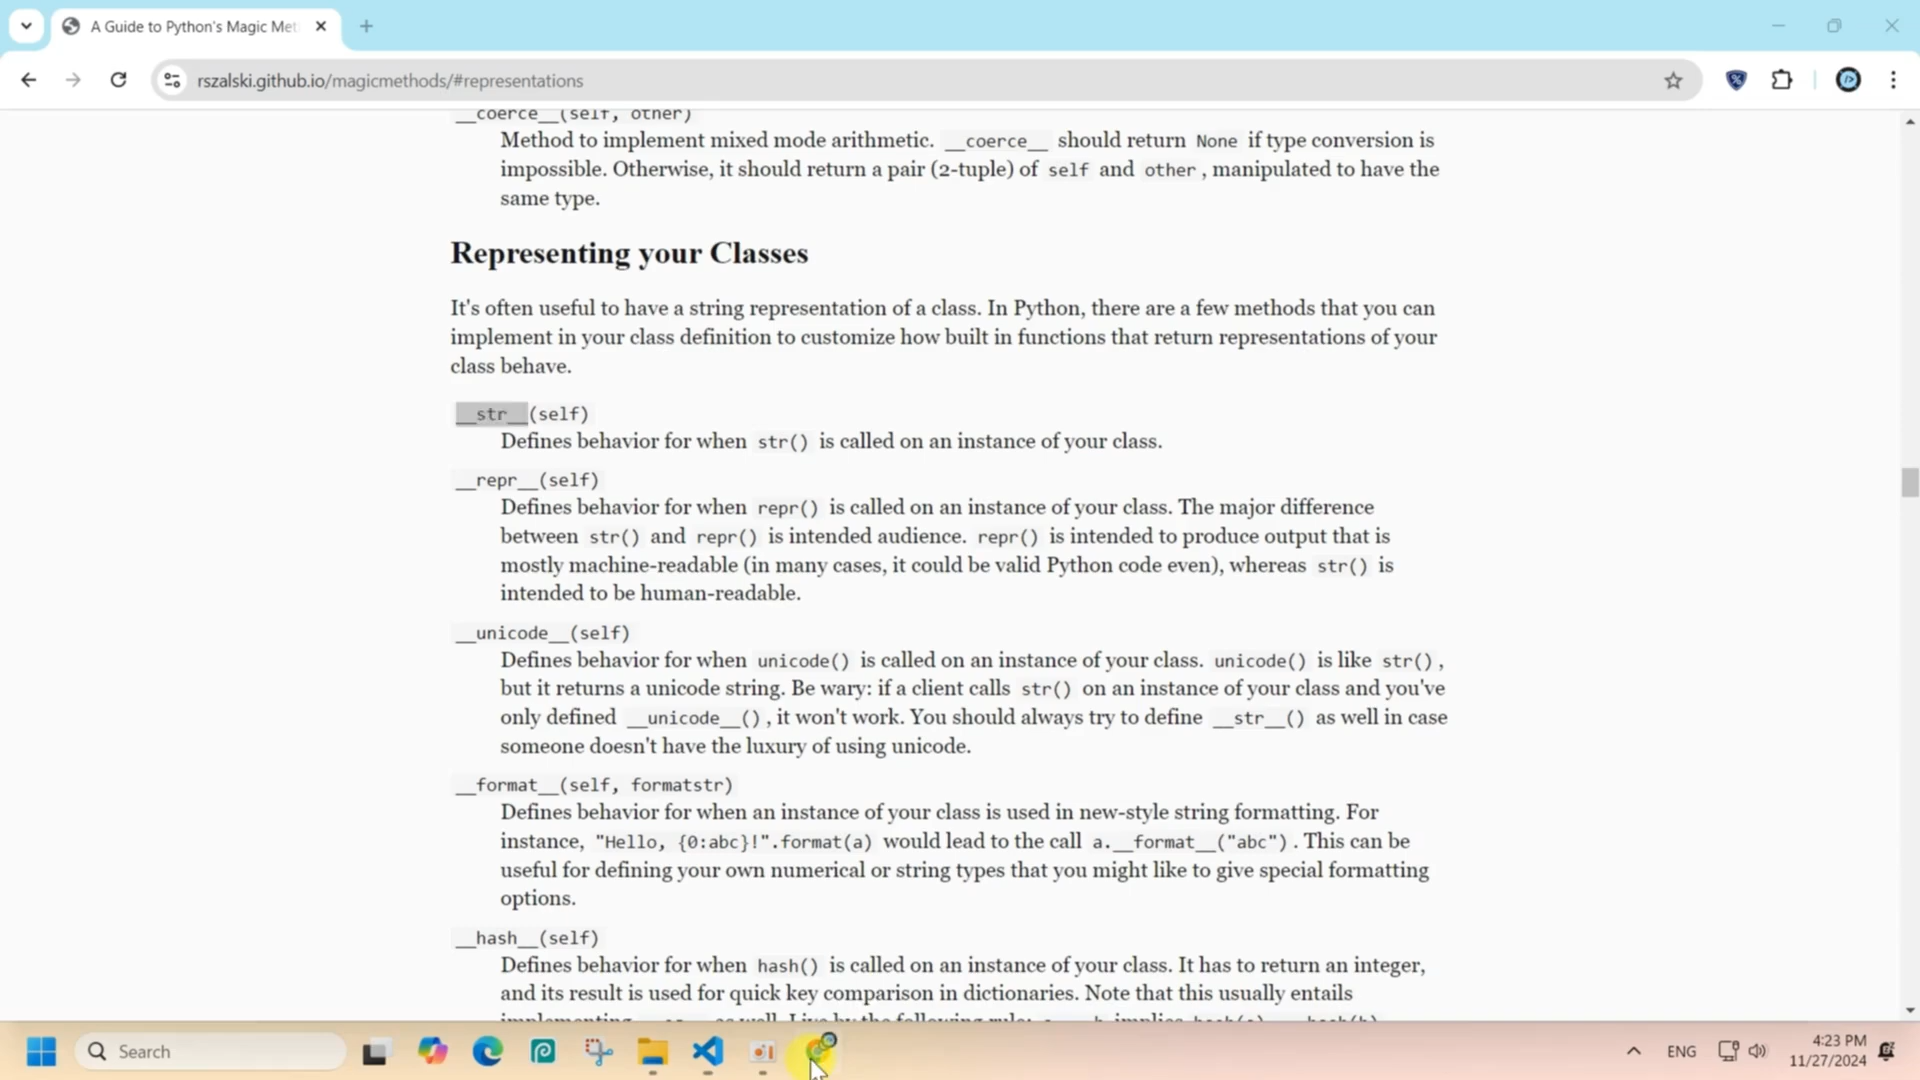 A Guide to Python's Magic Met
rszalski.github.io/magicmethods/#representations
__coerce__(self, other)
Method to implement mixed mode arithmetic. __coerce__ should return None if type conversion is
impossible. Otherwise, it should return a pair (2-tuple) of self and other, manipulated to have the
same type.
Representing your Classes
It's often useful to have a string representation of a class. In Python, there are a few methods that you can
implement in your class definition to customize how built in functions that return representations of your
class behave.
__str__(self)
Defines behavior for when str() is called on an instance of your class.
__repr__(self)
Defines behavior for when repr() is called on an instance of your class. The major difference
between str() and repr() is intended audience. repr() is intended to produce output that is
mostly machine-readable (in many cases, it could be valid Python code even), whereas str() is
intended to be human-readable.
__unicode__(self)
Defines behavior for when unicode() is called on an instance of your class. unicode() is like str(),
but it returns a unicode string. Be wary: if a client calls str() on an instance of your class and you've
only defined __unicode__(), it won't work. You should always try to define __str__() as well in case
someone doesn't have the luxury of using unicode.
__format__(self, formatstr)
Defines behavior for when an instance of your class is used in new-style string formatting. For
instance, "Hello, {0:abc}!".format(a) would lead to the call a.__format__("abc"). This can be
useful for defining your own numerical or string types that you might like to give special formatting
options.
__hash__(self)
Defines behavior for when hash() is called on an instance of your class. It has to return an integer,
and its result is used for quick key comparison in dictionaries. Note that this usually entails
implementing as well. Live by the following rule: implies
Search
ENG
4:23 PM
11/27/2024